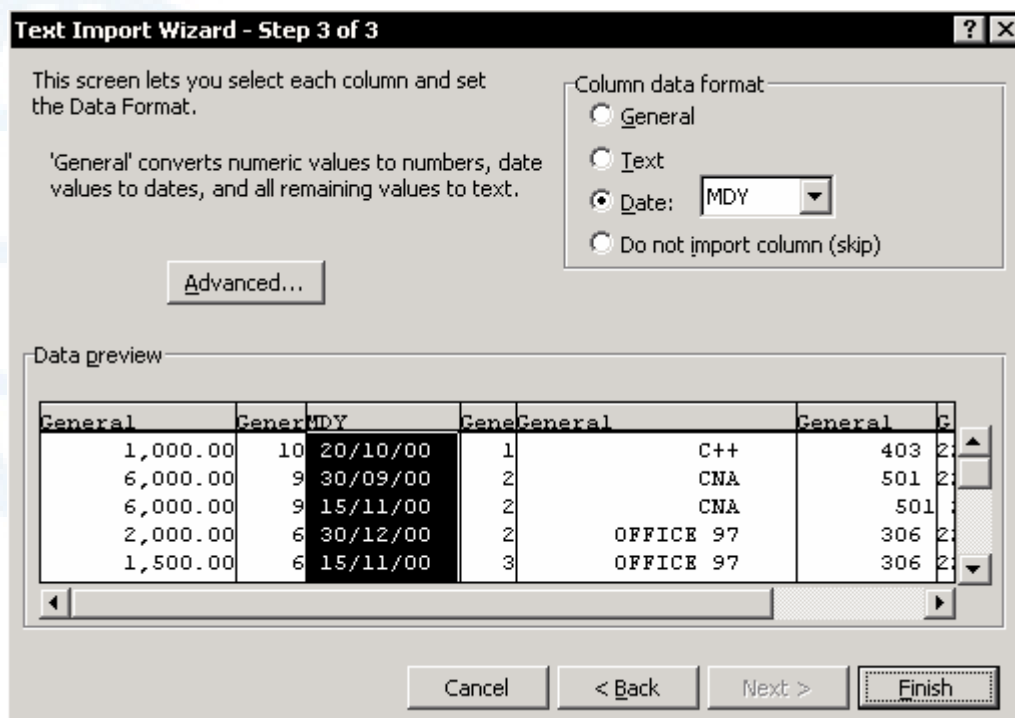 Text Import Wizard - Step 3 of 3
This screen lets you select each column and set
the Data Format.
'General' converts numeric values to numbers, date
values to dates, and all remaining values to text.
Advanced...
Column data format
General
Text
Date: MDY
Do not import column (skip)
Data preview
General Gener MDY Gene General General G
1,000.00 10 20/10/00 1 C++ 403
6,000.00 9 30/09/00 2 CNA 501
6,000.00 9 15/11/00 2 CNA 501
2,000.00 6 30/12/00 2 OFFICE 97 306
1,500.00 6 15/11/00 3 OFFICE 97 306
Cancel < Back Next > Finish